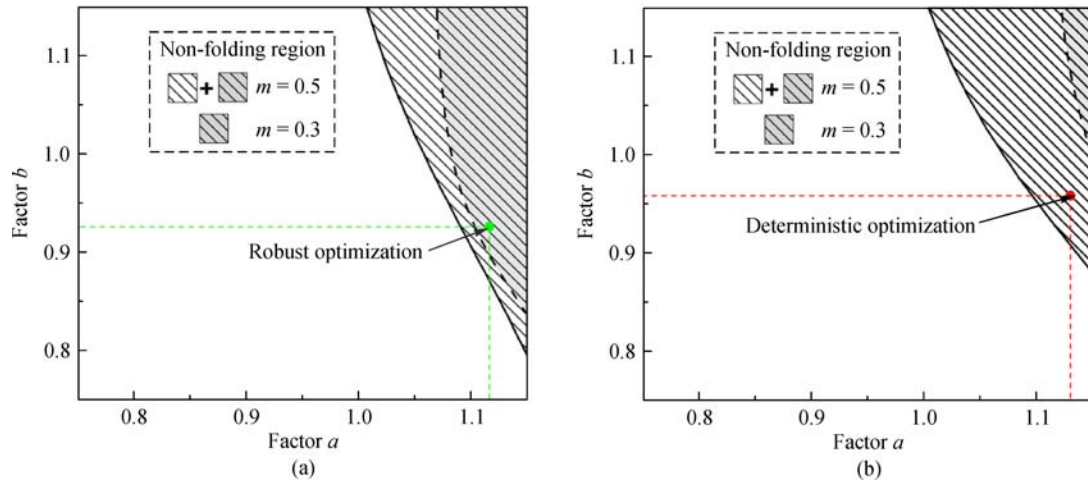 1.1
1.0
0.9
0.8
Factor b
Non-folding region
+ m = 0.5
m = 0.3
Robust optimization
0.8 0.9 1.0 1.1
Factor a
(a)
1.1
1.0
0.9
0.8
Factor b
Non-folding region
+ m = 0.5
m = 0.3
Deterministic optimization
0.8 0.9 1.0 1.1
Factor a
(b)